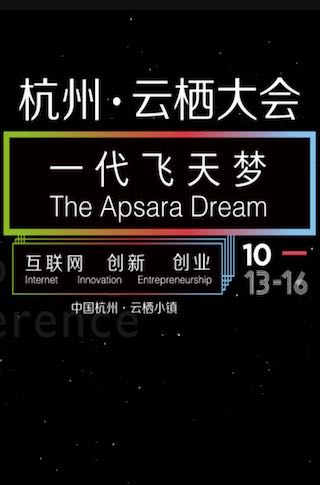 杭州·云栖大会
一代飞天梦
The Apsara Dream
互联网 创新 创业
Internet Innovation Entrepreneurship
10 —
13-16
中国杭州·云栖小镇
erence